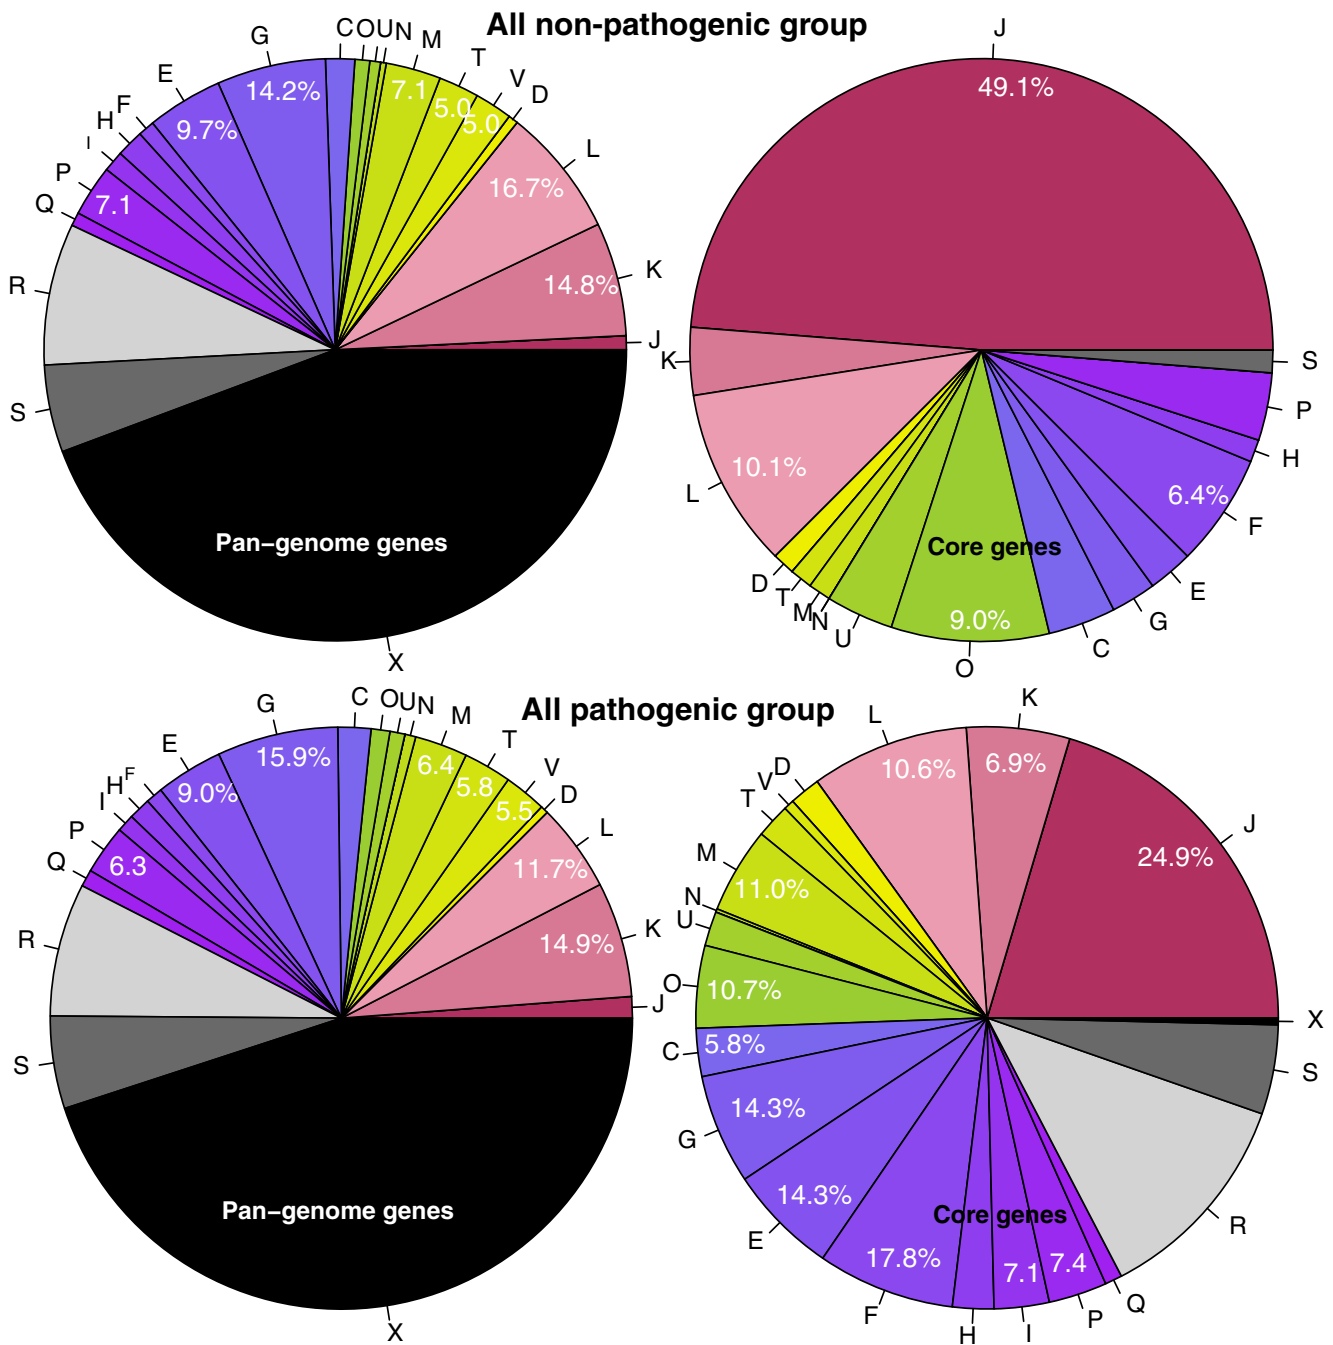 All non-pathogenic group
G
C
O
U
N
M
T
V
D
L
K
J
E
F
H
I
P
Q
R
S
X
14.2%
9.7%
7.1
7.1
5.0
5.0
16.7%
14.8%
Pan-genome genes
J
49.1%
K
L
10.1%
D
T
M
N
U
O
9.0%
C
G
E
F
6.4%
H
P
S
Core genes
All pathogenic group
G
C
O
U
N
M
T
V
D
L
K
J
E
F
H
I
P
Q
R
S
X
15.9%
9.0%
6.3
6.4
5.8
5.5
11.7%
14.9%
Pan-genome genes
L
K
J
10.6%
6.9%
24.9%
D
V
T
M
11.0%
N
U
O
10.7%
C
5.8%
G
14.3%
E
14.3%
F
17.8%
H
I
7.1
P
7.4
Q
R
S
X
Core genes